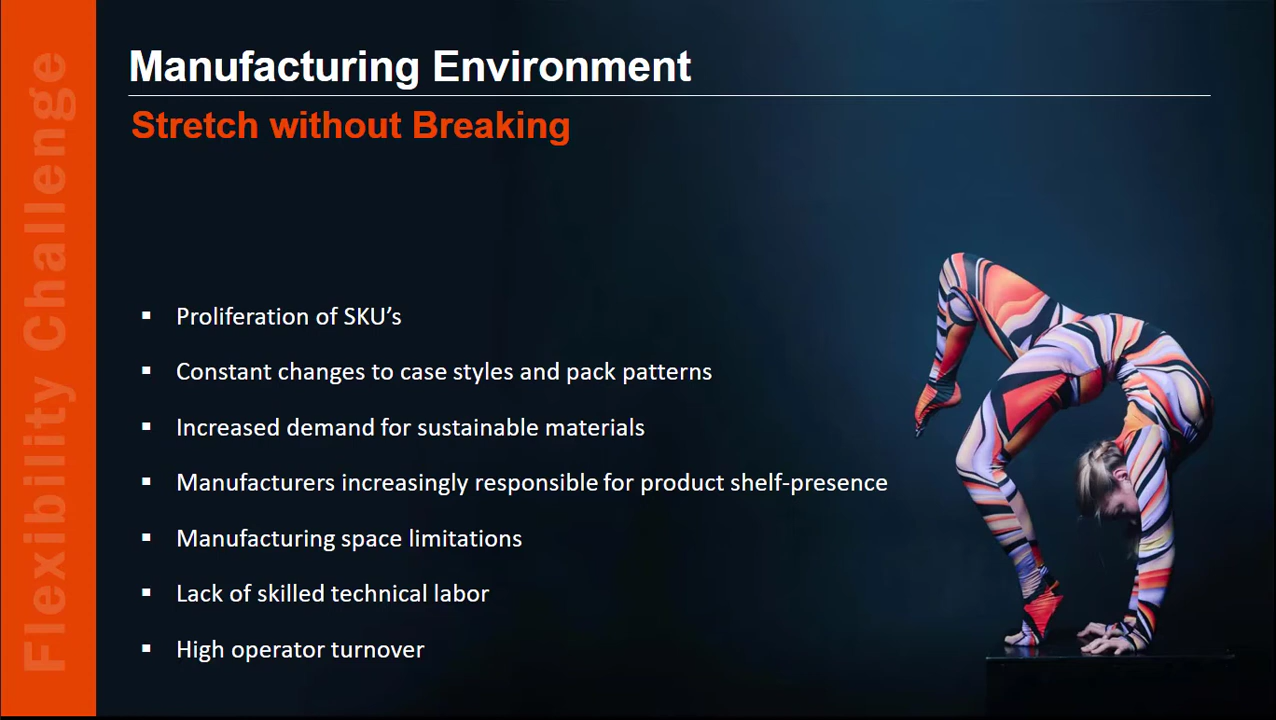 Flexibility Challenge
Manufacturing Environment
Stretch without Breaking
▪ Proliferation of SKU’s
▪ Constant changes to case styles and pack patterns
▪ Increased demand for sustainable materials
▪ Manufacturers increasingly responsible for product shelf-presence
▪ Manufacturing space limitations
▪ Lack of skilled technical labor
▪ High operator turnover